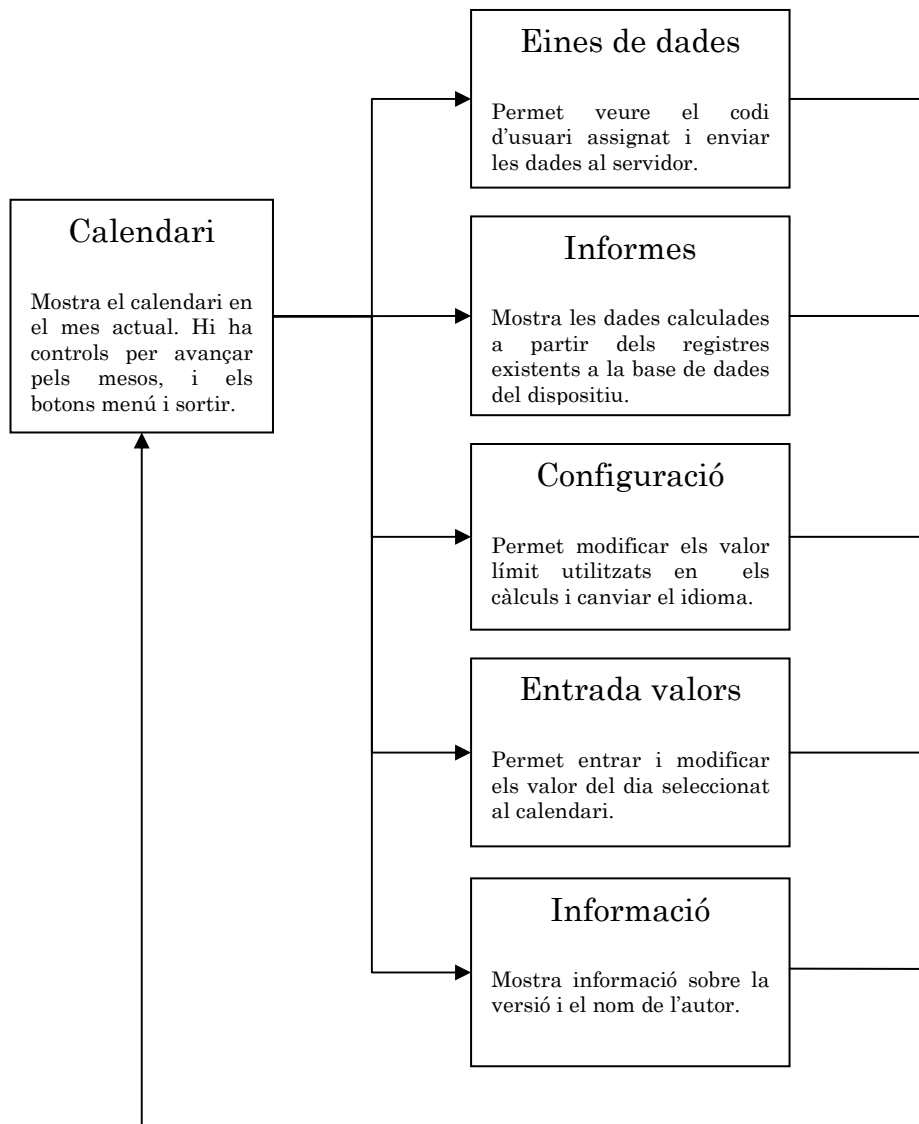 Eines de dades
Permet veure el codi
d'usuari assignat i enviar
les dades al servidor.
Calendari
Mostra el calendari en
el mes actual. Hi ha
controls per avançar
pels mesos, i els
botons menú i sortir.
Informes
Mostra les dades calculades
a partir dels registres
existents a la base de dades
del dispositiu.
Configuració
Permet modificar els valor
límit utilitzats en els
càlculs i canviar el idioma.
Entrada valors
Permet entrar i modificar
els valor del dia seleccionat
al calendari.
Informació
Mostra informació sobre la
versió i el nom de l'autor.